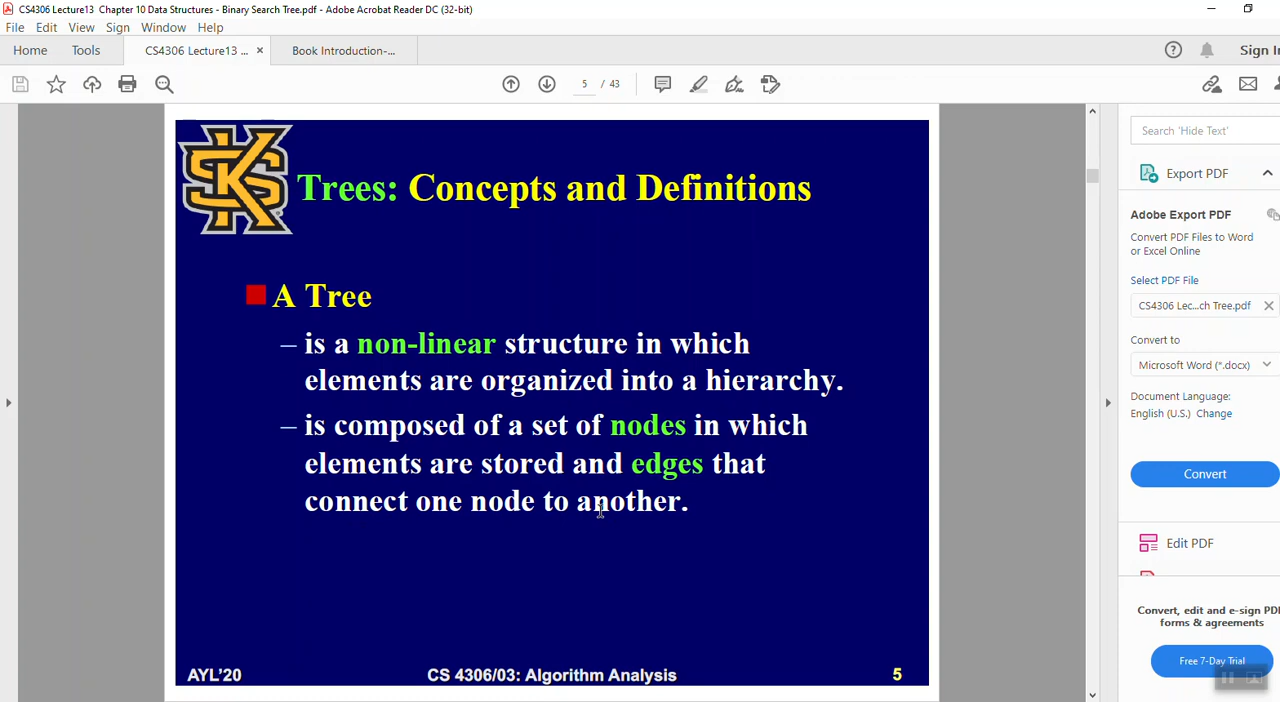 CS4306 Lecture13  Chapter 10 Data Structures - Binary Search Tree.pdf - Adobe Acrobat Reader DC (32-bit)
File Edit View Sign Window Help
Home Tools CS4306 Lecture13 ... × Book Introduction-...
Sign In
5 / 43
KS
Trees: Concepts and Definitions
A Tree
– is a non-linear structure in which
elements are organized into a hierarchy.
– is composed of a set of nodes in which
elements are stored and edges that
connect one node to another.
AYL'20 CS 4306/03: Algorithm Analysis 5
Search 'Hide Text'
Export PDF
Adobe Export PDF
Convert PDF Files to Word
or Excel Online
Select PDF File
CS4306 Lec...ch Tree.pdf ×
Convert to
Microsoft Word (*.docx)
Document Language:
English (U.S.) Change
Convert
Edit PDF
Convert, edit and e-sign PDF
forms & agreements
Free 7-Day Trial